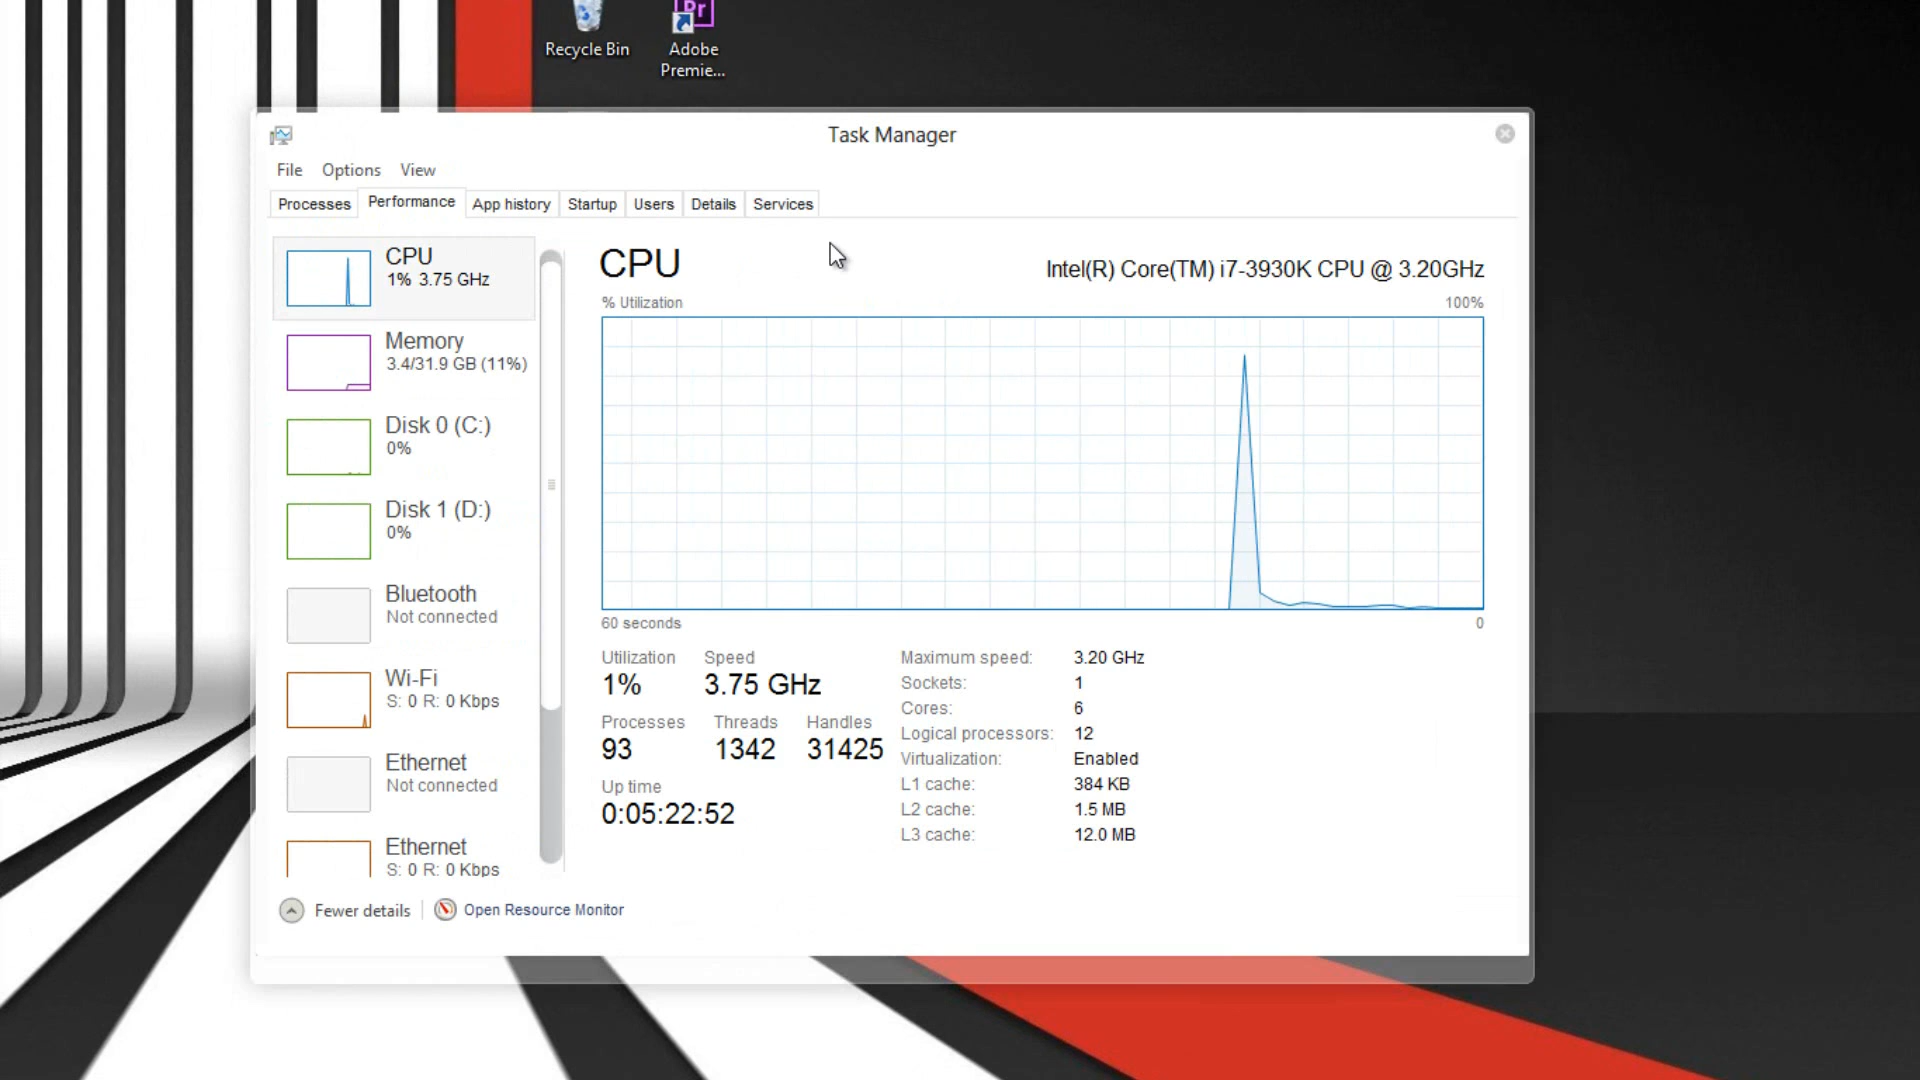 Pr
Recycle Bin
Adobe
Premie...
Task Manager
File Options View
Processes Performance App history Startup Users Details Services
CPU
1% 3.75 GHz
Memory
3.4/31.9 GB (11%)
Disk 0 (C:)
0%
Disk 1 (D:)
0%
Bluetooth
Not connected
Wi-Fi
S: 0 R: 0 Kbps
Ethernet
Not connected
Ethernet
S: 0 R: 0 Kbps
CPU Intel(R) Core(TM) i7-3930K CPU @ 3.20GHz
% Utilization 100%
60 seconds 0
Utilization Speed
1% 3.75 GHz
Processes Threads Handles
93 1342 31425
Up time
0:05:22:52
Maximum speed: 3.20 GHz
Sockets: 1
Cores: 6
Logical processors: 12
Virtualization: Enabled
L1 cache: 384 KB
L2 cache: 1.5 MB
L3 cache: 12.0 MB
Fewer details Open Resource Monitor